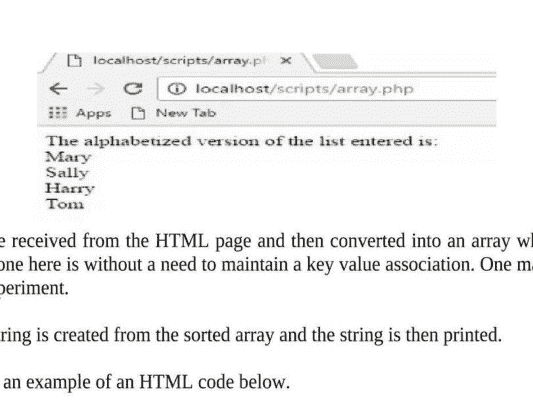 localhost/scripts/array.p
localhost/scripts/array.php
Apps New Tab
The alphabetized version of the list entered is:
Mary
Sally
Harry
Tom
e received from the HTML page and then converted into an array w
one here is without a need to maintain a key value association. One m
periment.
ring is created from the sorted array and the string is then printed.
an example of an HTML code below.